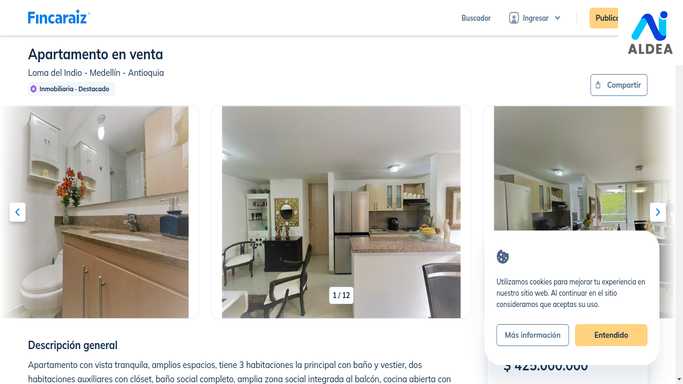 Fincaraiz
Buscador
Ingresar
Publica
ALDEA
Apartamento en venta
Loma del Indio - Medellín - Antioquia
Inmobiliaria - Destacado
Compartir
1 / 12
Utilizamos cookies para mejorar tu experiencia en
nuestro sitio web. Al continuar en el sitio
consideramos que aceptas su uso.
Más información
Entendido
$ 425.000.000
Descripción general
Apartamento con vista tranquila, amplios espacios, tiene 3 habitaciones la principal con baño y vestier, dos
habitaciones auxiliares con clóset, baño social completo, amplia zona social integrada al balcón, cocina abierta con